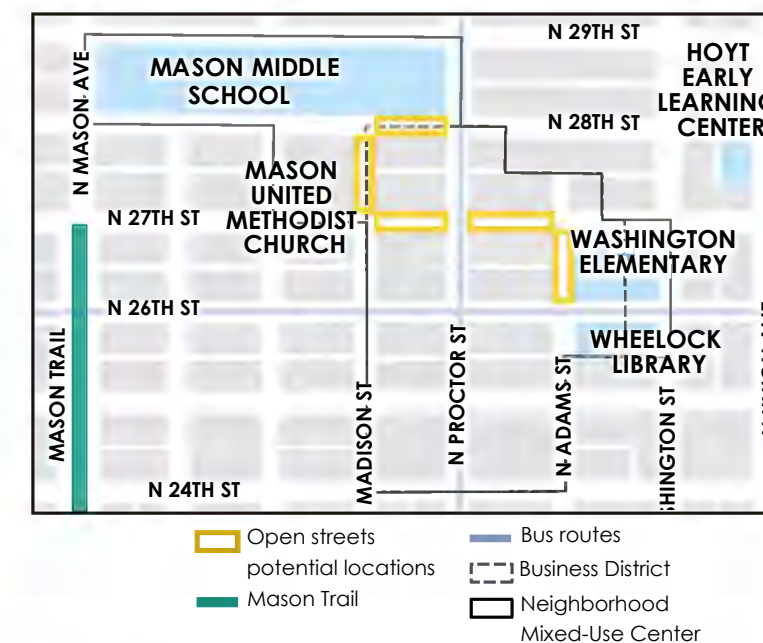 N 29TH ST
HOYT
EARLY
LEARNING
CENTER
N MASON AVE
MASON MIDDLE
SCHOOL
N 28TH ST
MASON
UNITED
METHODIST
CHURCH
N 27TH ST
WASHINGTON
ELEMENTARY
N 26TH ST
WHEELOCK
LIBRARY
MASON TRAIL
MADISON ST
N PROCTOR ST
N ADAMS ST
SHINGTON ST
N 24TH ST
Open streets
potential locations
Mason Trail
Bus routes
Business District
Neighborhood
Mixed-Use Center